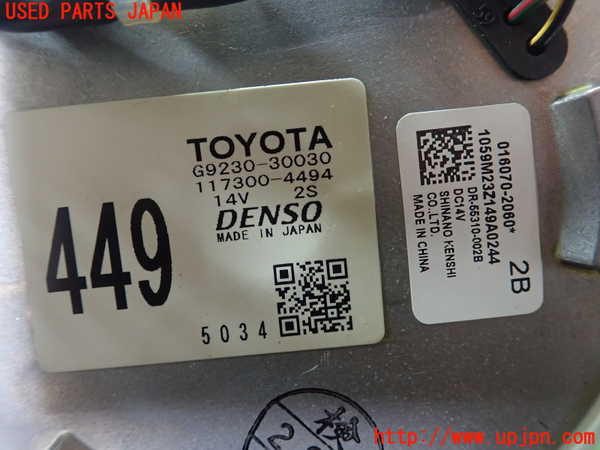 USED PARTS JAPAN
TOYOTA
G9230-30030
117300-4494
14V 2S
DENSO
MADE IN JAPAN
449
5034
016070-2060*
1059M23Z149A0244
DR-55310-002B
DC14V
SHINANO KENSHI
CO.,LTD.
MADE IN CHINA
2B
http://www.upjpn.com/